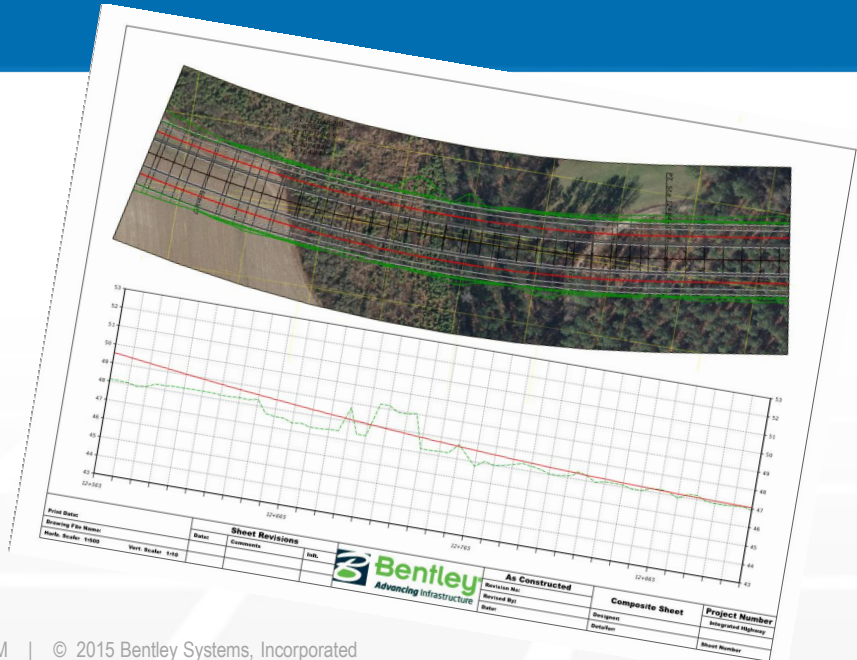 53
52
51
50
49
48
47
46
45
44
43
53
52
51
50
49
48
47
46
45
44
43
12+565
12+665
12+765
12+865
Print Date:
Drawing File Name:
Horiz. Scale: 1:500 Vert. Scale: 1:10
Sheet Revisions
Date: Comments Init.
Bentley
Advancing Infrastructure
As Constructed
Revision No:
Revised By:
Date:
Composite Sheet
Designer:
Detailer:
Project Number
Integrated Highway
Sheet Number
M | © 2015 Bentley Systems, Incorporated